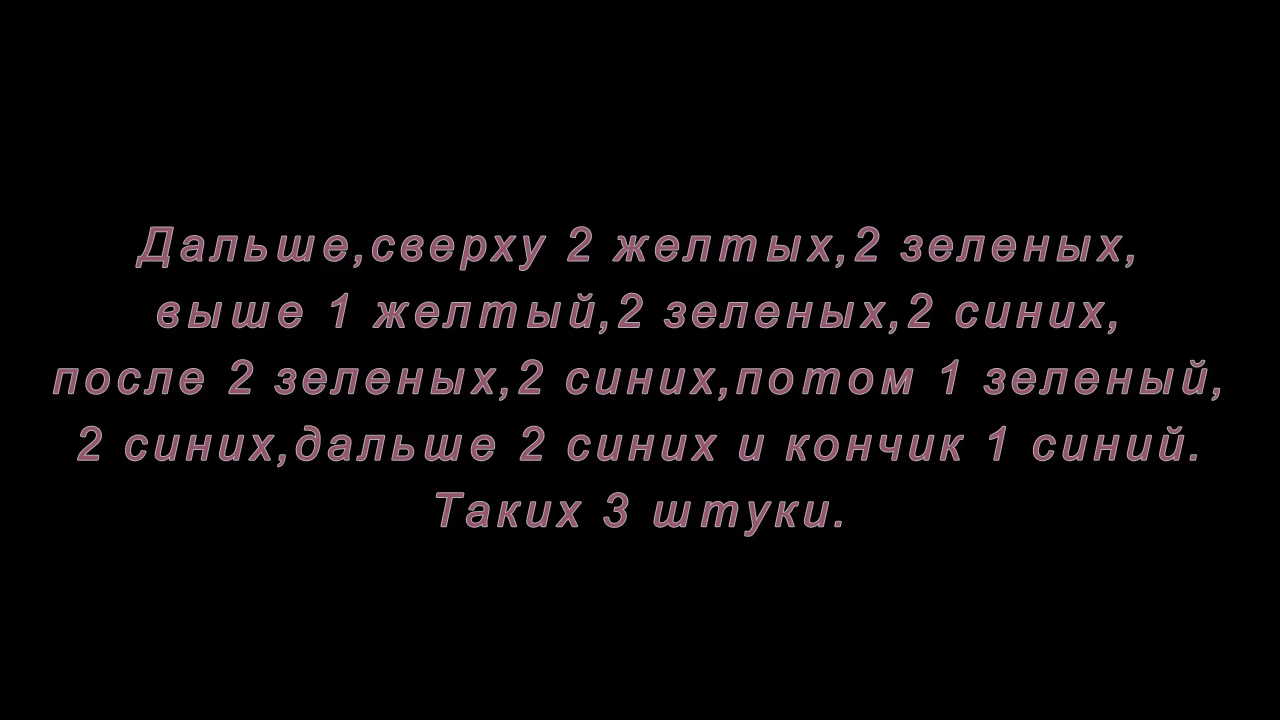 Дальше,сверху 2 желтых,2 зеленых,
выше 1 желтый,2 зеленых,2 синих,
после 2 зеленых,2 синих,потом 1 зеленый,
2 синих,дальше 2 синих и кончик 1 синий.
Таких 3 штуки.